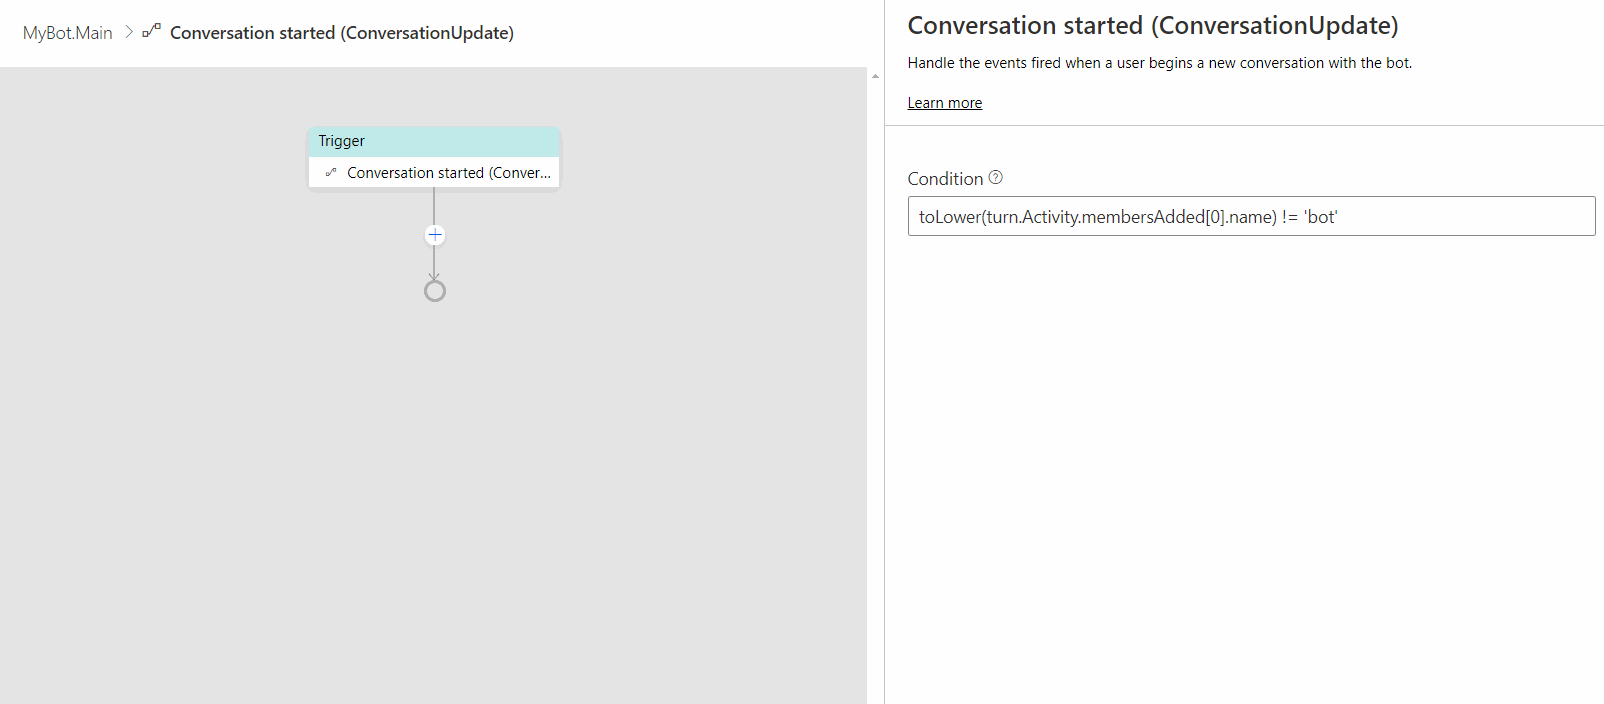 MyBot.Main > Conversation started (ConversationUpdate)
Trigger
Conversation started (Conver...
Conversation started (ConversationUpdate)
Handle the events fired when a user begins a new conversation with the bot.
Learn more
Condition
toLower(turn.Activity.membersAdded[0].name) != 'bot'